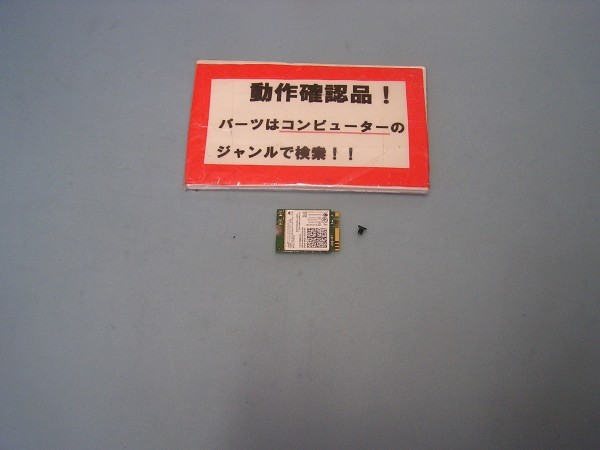 動作確認品！
パーツはコンピューターの
ジャンルで検索！！